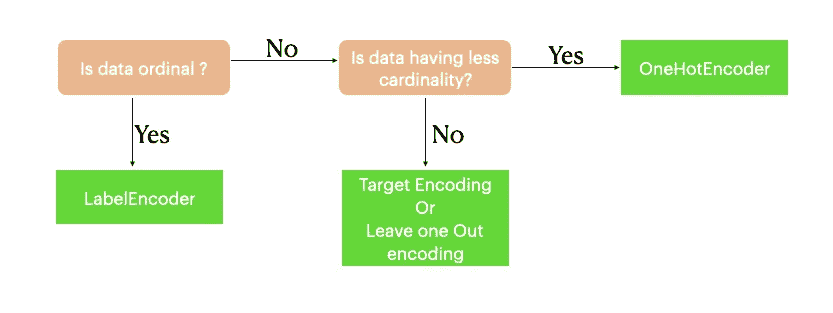 Is data ordinal ?
No
Is data having less
cardinality?
Yes
OneHotEncoder
Yes
No
LabelEncoder
Target Encoding
Or
Leave one Out
encoding